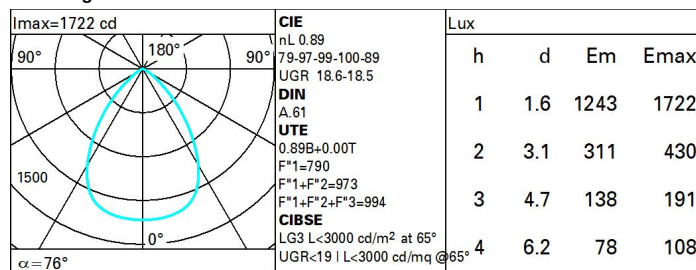 Imax=1722 cd
90°
180°
90°
1500
0°
α=76°
CIE
nL 0.89
79-97-99-100-89
UGR 18.6-18.5
DIN
A.61
UTE
0.89B+0.00T
F"1=790
F"1+F"2=973
F"1+F"2+F"3=994
CIBSE
LG3 L<3000 cd/m² at 65°
UGR<19 | L<3000 cd/mq @65°
Lux
h d Em Emax
1 1.6 1243 1722
2 3.1 311 430
3 4.7 138 191
4 6.2 78 108